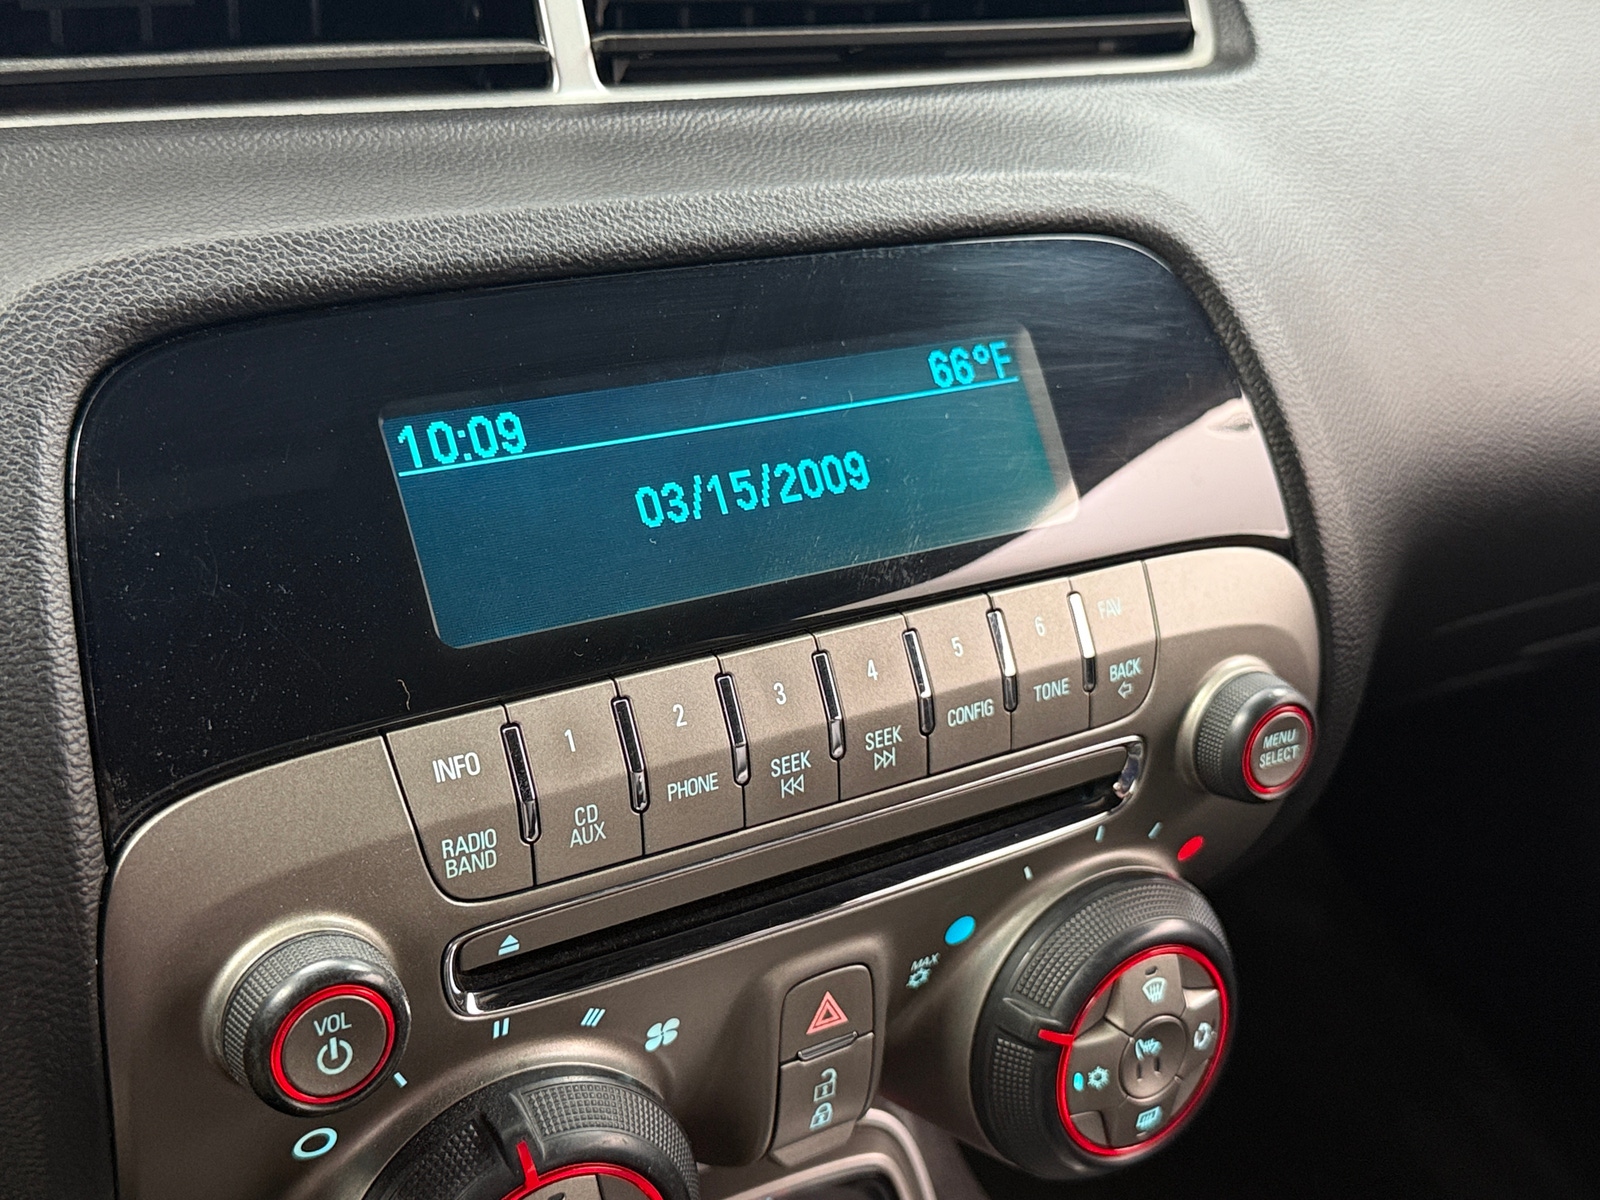 66°F
10:09
03/15/2009
INFO
RADIO
BAND
1
CD
AUX
2
PHONE
3
SEEK
4
SEEK
5
CONFIG
6
TONE
FAV
BACK
MENU
SELECT
VOL
MAX